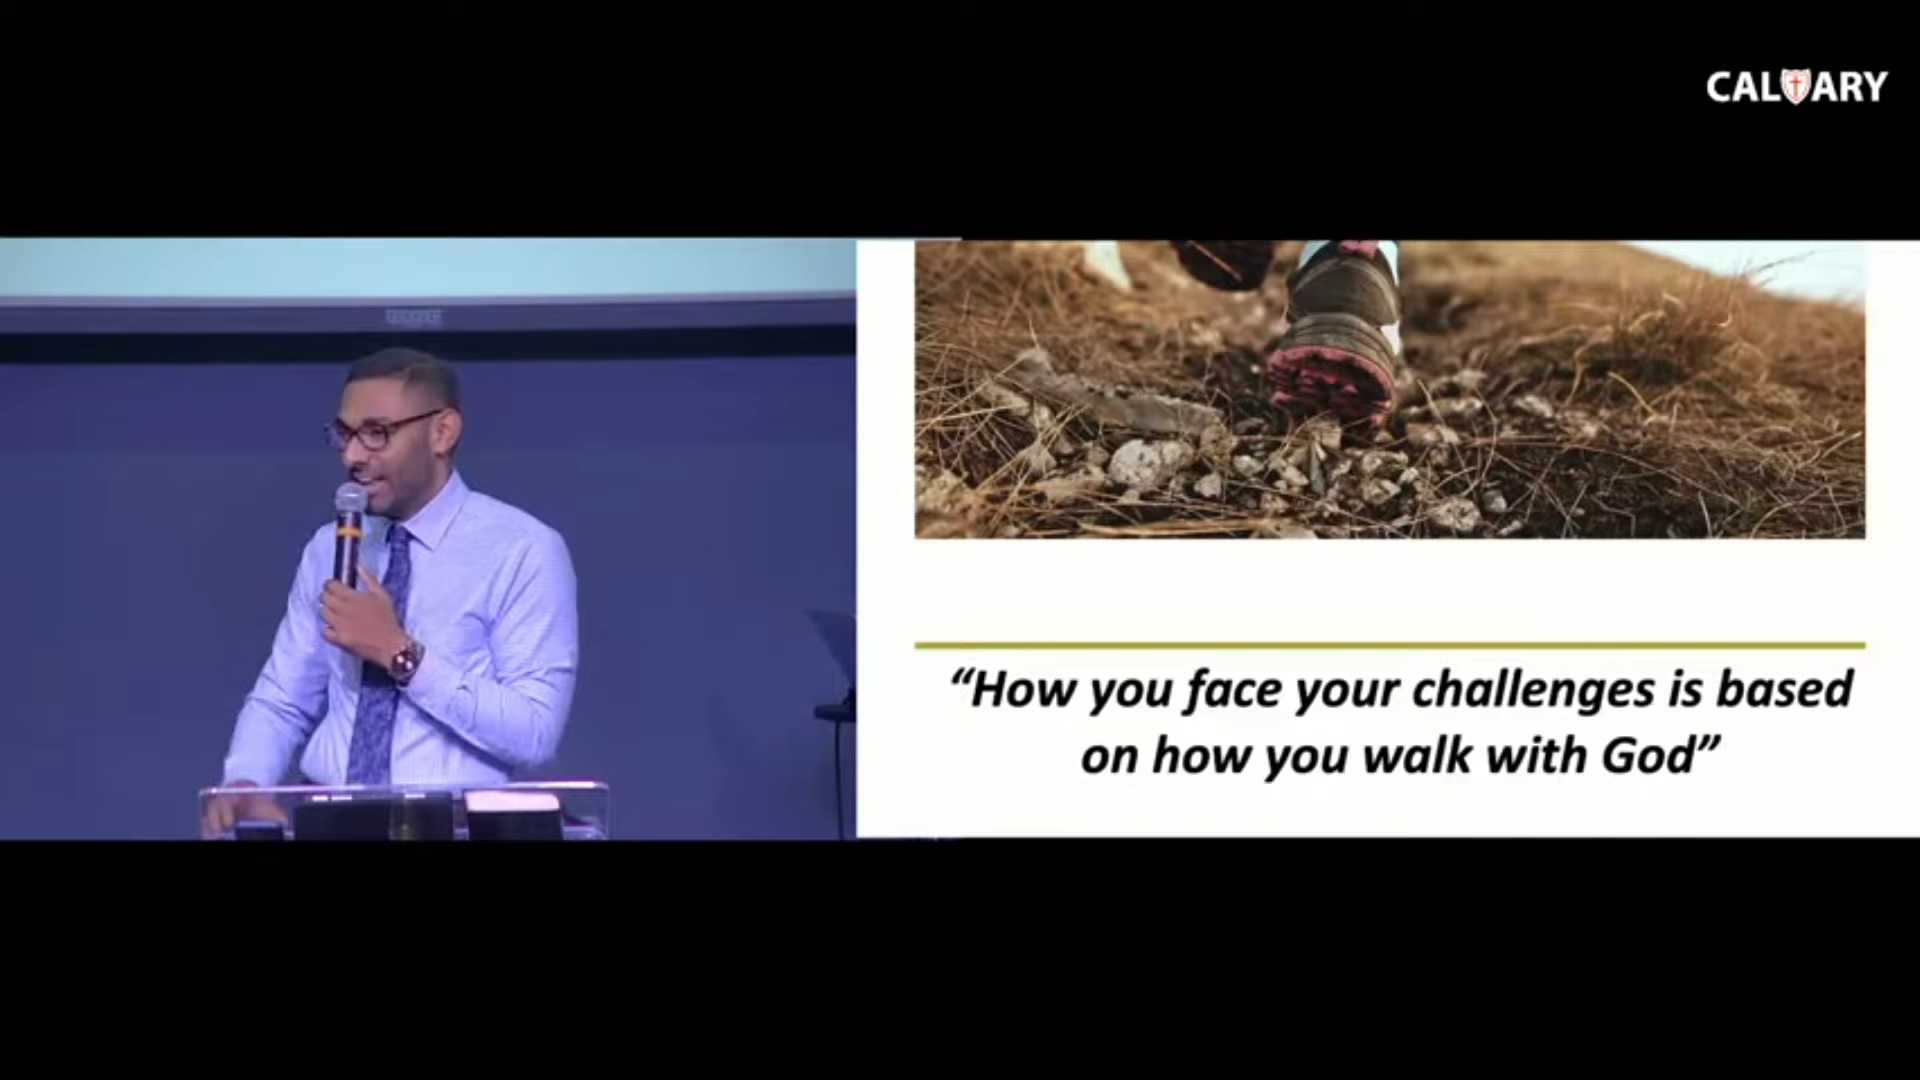 CALVARY
“How you face your challenges is based
on how you walk with God”